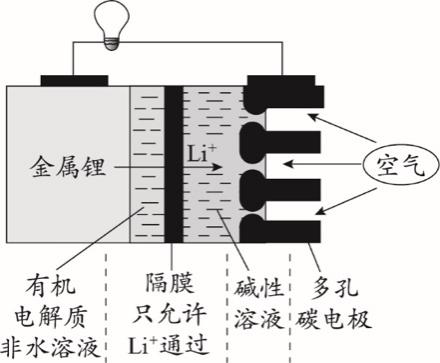 金属锂
Li⁺
空气
有机
电解质
非水溶液
隔膜
只允许
Li⁺通过
碱性
溶液
多孔
碳电极